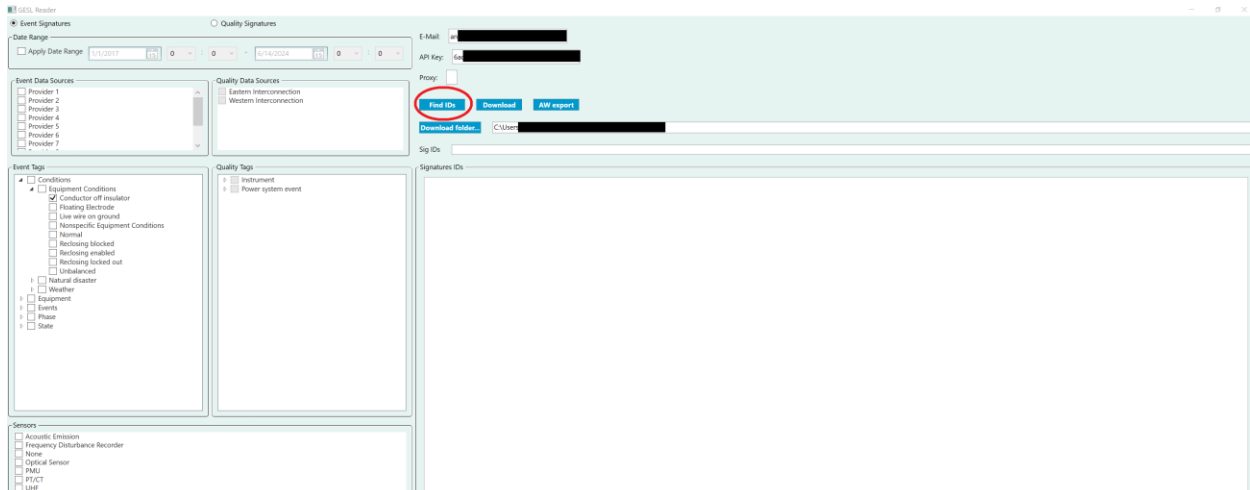 GESL Reader
Event Signatures
Quality Signatures
Date Range
Apply Date Range 1/1/2017 0 : 0 - 6/14/2024 0 : 0
Event Data Sources
Provider 1
Provider 2
Provider 3
Provider 4
Provider 5
Provider 6
Provider 7
Quality Data Sources
Eastern Interconnection
Western Interconnection
Event Tags
Conditions
Equipment Conditions
Conductor off insulator
Floating Electrode
Live wire on ground
Nonspecific Equipment Conditions
Normal
Reclosing blocked
Reclosing enabled
Reclosing locked out
Unbalanced
Natural disaster
Weather
Equipment
Events
Phase
State
Quality Tags
Instrument
Power system event
Sensors
Acoustic Emission
Frequency Disturbance Recorder
None
Optical Sensor
PMU
PT/CT
UHF
E-Mail:
API Key:
Proxy:
Find IDs Download AW export
Download folder... C:\Users
Sig IDs
Signatures IDs